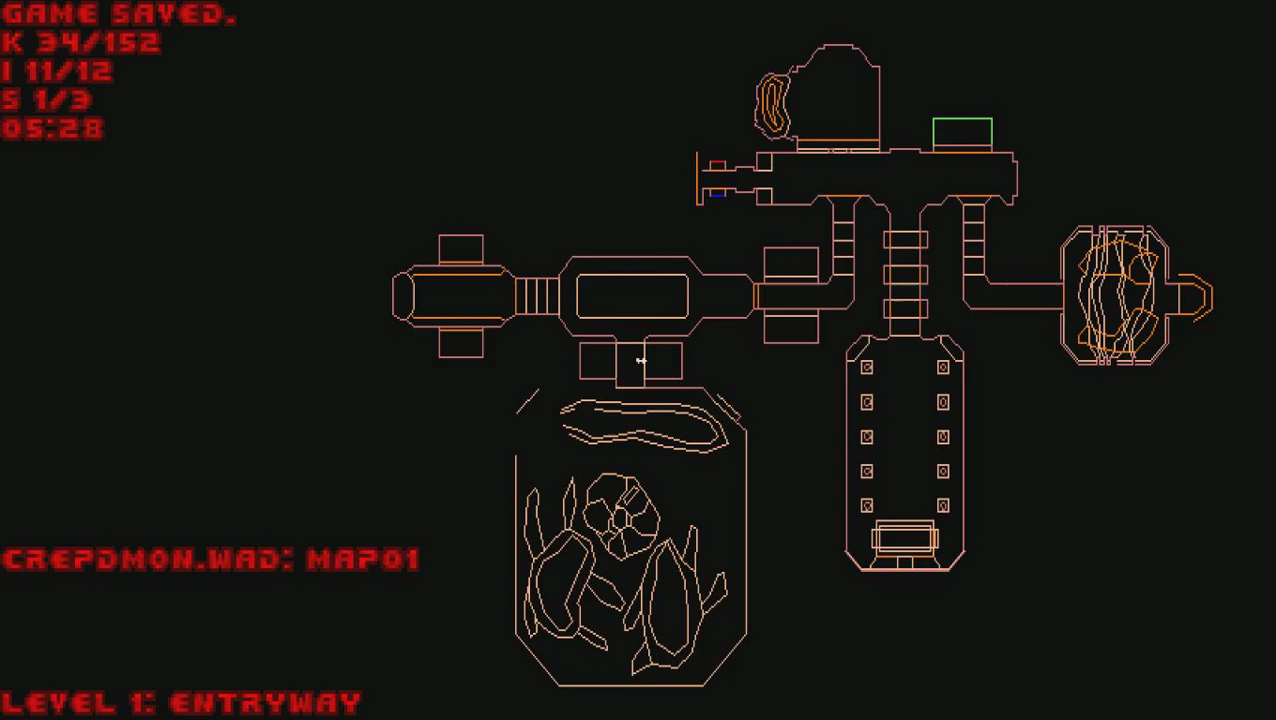 GAME SAVED.
K 34/152
I 11/12
S 1/3
05:28
CREPDMON.WAD: MAP01
LEVEL 1: ENTRYWAY